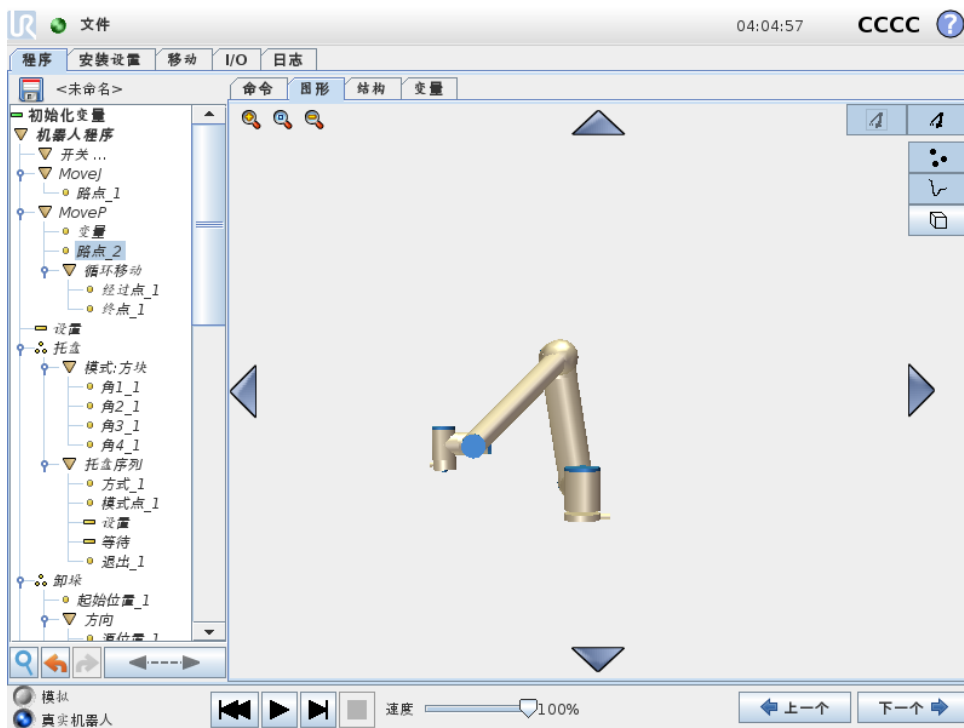 UR 文件 04:04:57 CCCC ?
程序 安装设置 移动 I/O 日志
<未命名> 命令 图形 结构 变量
初始化变量
机器人程序
开关 ...
MoveJ
路点_1
MoveP
变量
路点_2
循环移动
经过点_1
终点_1
设置
托盘
模式:方块
角1_1
角2_1
角3_1
角4_1
托盘序列
方式_1
模式点_1
设置
等待
退出_1
卸垛
起始位置_1
方向
源位置_1
模拟
真实机器人
速度 100%
上一个 下一个